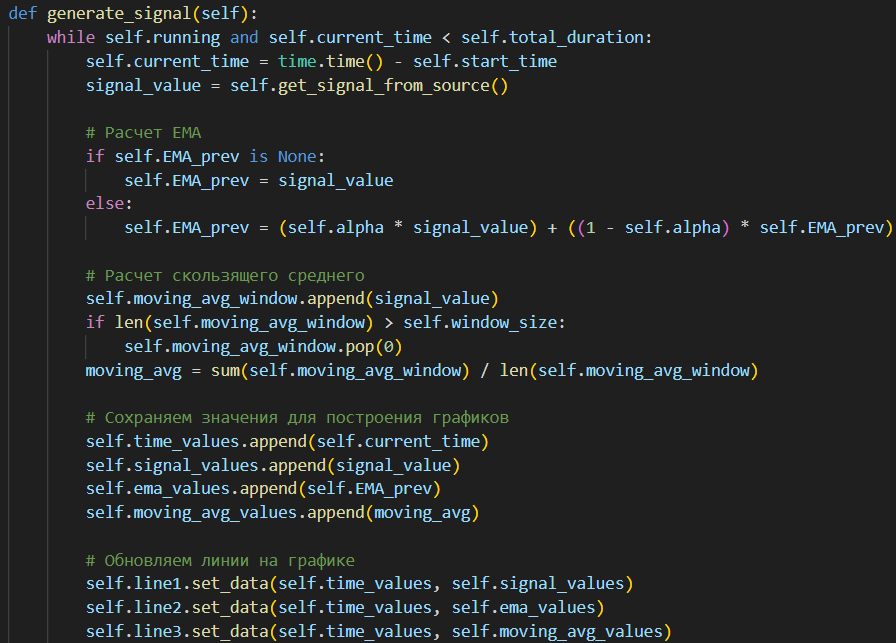 def generate_signal(self):
    while self.running and self.current_time < self.total_duration:
        self.current_time = time.time() - self.start_time
        signal_value = self.get_signal_from_source()

        # Расчет EMA
        if self.EMA_prev is None:
            self.EMA_prev = signal_value
        else:
            self.EMA_prev = (self.alpha * signal_value) + ((1 - self.alpha) * self.EMA_prev)

        # Расчет скользящего среднего
        self.moving_avg_window.append(signal_value)
        if len(self.moving_avg_window) > self.window_size:
            self.moving_avg_window.pop(0)
        moving_avg = sum(self.moving_avg_window) / len(self.moving_avg_window)

        # Сохраняем значения для построения графиков
        self.time_values.append(self.current_time)
        self.signal_values.append(signal_value)
        self.ema_values.append(self.EMA_prev)
        self.moving_avg_values.append(moving_avg)

        # Обновляем линии на графике
        self.line1.set_data(self.time_values, self.signal_values)
        self.line2.set_data(self.time_values, self.ema_values)
        self.line3.set_data(self.time_values, self.moving_avg_values)